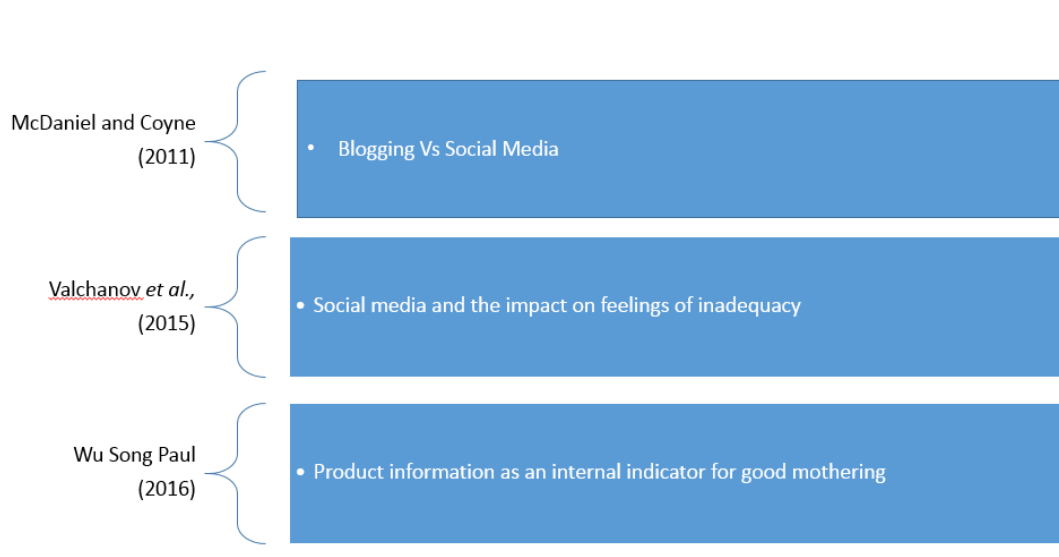 McDaniel and Coyne
(2011)
• Blogging Vs Social Media
Valchanov et al.,
(2015)
• Social media and the impact on feelings of inadequacy
Wu Song Paul
(2016)
• Product information as an internal indicator for good mothering